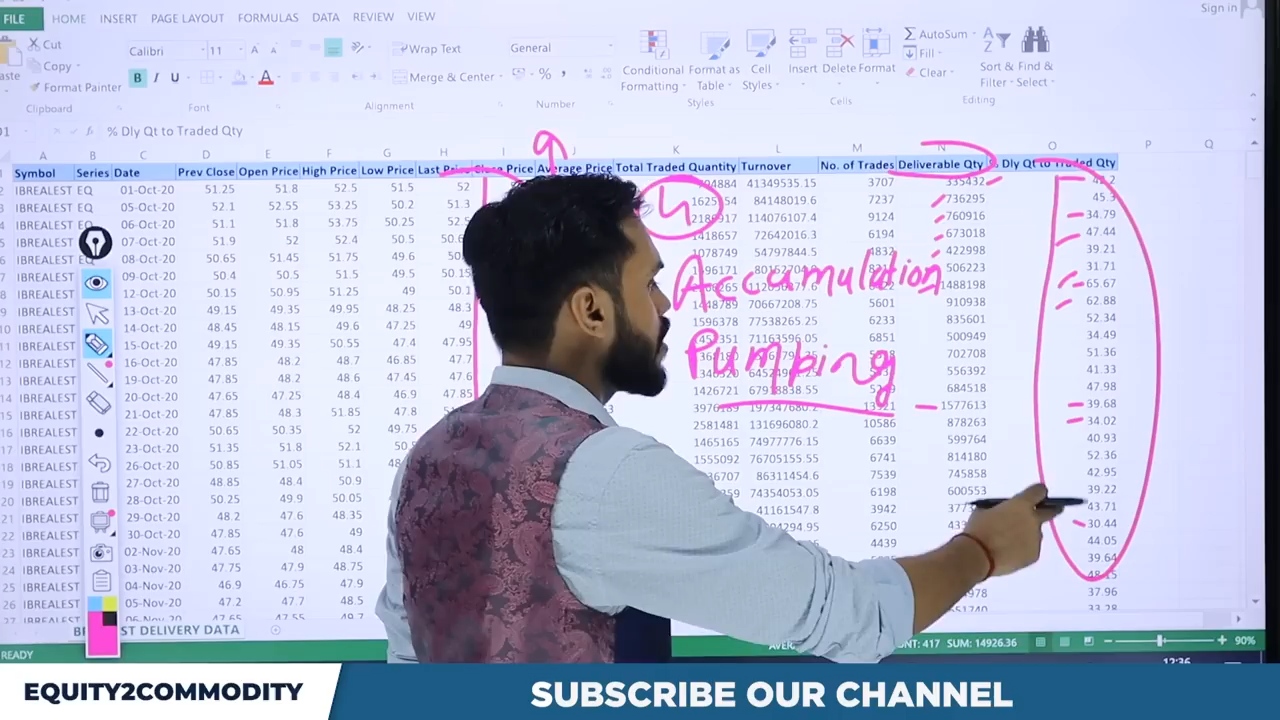 Sign in
FILE HOME INSERT PAGE LAYOUT FORMULAS DATA REVIEW VIEW
Cut
Copy
Format Painter
Clipboard
Calibri 11
B I U A
Font
Wrap Text
Merge & Center
Alignment
General
%
Number
Conditional Formatting
Format as Table
Cell Styles
Styles
Insert Delete Format
Cells
AutoSum
Fill
Clear
Sort & Filter
Find & Select
Editing
% Dly Qt to Traded Qty
A B C D E F G H I J K L M N O P Q
Symbol Series Date Prev Close Open Price High Price Low Price Last Price Close Price Average Price Total Traded Quantity Turnover No. of Trades Deliverable Qty % Dly Qt to Traded Qty
IBREALEST EQ 01-Oct-20 51.25 51.8 52.5 51.5 52 41349535.15 3707 335432
IBREALEST EQ 05-Oct-20 52.1 52.55 53.25 50.2 51.3 84148019.6 7237 736295 45.3
IBREALEST 06-Oct-20 51.1 51.8 53.75 50.25 114076107.4 9124 760916 34.79
IBREALEST 07-Oct-20 51.9 52 52.4 50.5 1418657 72642016.3 6194 673018 47.44
IBREALEST 08-Oct-20 50.65 51.45 51.75 49.6 1078749 54797844.5 4832 422998 39.21
IBREALEST 09-Oct-20 50.4 50.5 51.5 49.5 50.15 506223 31.71
IBREALEST 12-Oct-20 50.15 50.95 51.25 49 50.1 1488198 65.67
IBREALEST 13-Oct-20 49.15 49.35 49.95 48.25 48.3 1448789 70667208.75 5601 910938 62.88
IBREALEST 14-Oct-20 48.45 48.15 49.6 47.25 49 1596378 77538265.25 6233 835601 52.34
IBREALEST 15-Oct-20 49.15 49.35 50.55 47.4 47.95 71163596.05 6851 500949 34.49
IBREALEST 16-Oct-20 47.85 48.2 48.7 46.85 47.7 702708 51.36
IBREALEST 19-Oct-20 47.85 48.2 48.6 47.45 47.6 556392 41.33
IBREALEST 20-Oct-20 47.65 48.25 48.4 46.9 47.85 1426721 684518 47.98
IBREALEST 21-Oct-20 47.85 48.3 51.85 47.8 197347680.2 13921 1577613 39.68
IBREALEST 22-Oct-20 50.65 50.35 52 49.75 2581481 131696080.2 10586 878263 34.02
IBREALEST 23-Oct-20 51.35 51.8 52.1 1465165 74977776.15 6639 599764 40.93
IBREALEST 26-Oct-20 50.85 51.05 51.1 1555092 76705155.55 6741 814180 52.36
IBREALEST 27-Oct-20 48.85 48.4 50.9 86311454.6 7539 745858 42.95
IBREALEST 28-Oct-20 50.25 49.9 50.05 74354053.05 6198 600553 39.22
IBREALEST 29-Oct-20 48.2 47.6 48.35 41161547.8 3942 43.71
IBREALEST 30-Oct-20 47.85 47.6 49 6250 30.44
IBREALEST 02-Nov-20 47.65 48 48.4 4439 44.05
IBREALEST 03-Nov-20 47.75 47.9 48.5 39.64
IBREALEST 04-Nov-20 46.9 46.75 47.9 48.15
IBREALEST 05-Nov-20 47.2 47.7 48.5 37.96
Accumulation
Pumping
DELIVERY DATA
READY
SUM: 14926.36
90%
12:36
EQUITY2COMMODITY
SUBSCRIBE OUR CHANNEL